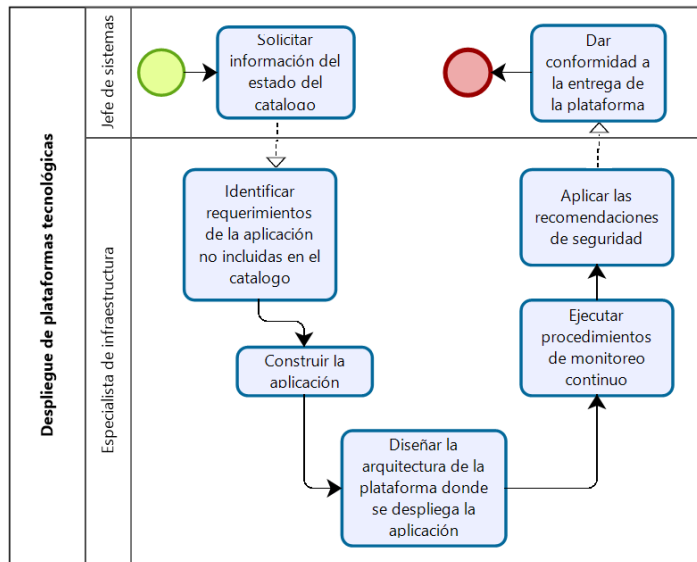 Despliegue de plataformas tecnológicas
Jefe de sistemas
Solicitar
información del
estado del
catalogo
Dar
conformidad a
la entrega de
la plataforma
Especialista de infraestructura
Identificar
requerimientos
de la aplicación
no incluidas en el
catalogo
Construir la
aplicación
Diseñar la
arquitectura de la
plataforma donde
se despliega la
aplicación
Ejecutar
procedimientos
de monitoreo
continuo
Aplicar las
recomendaciones
de seguridad